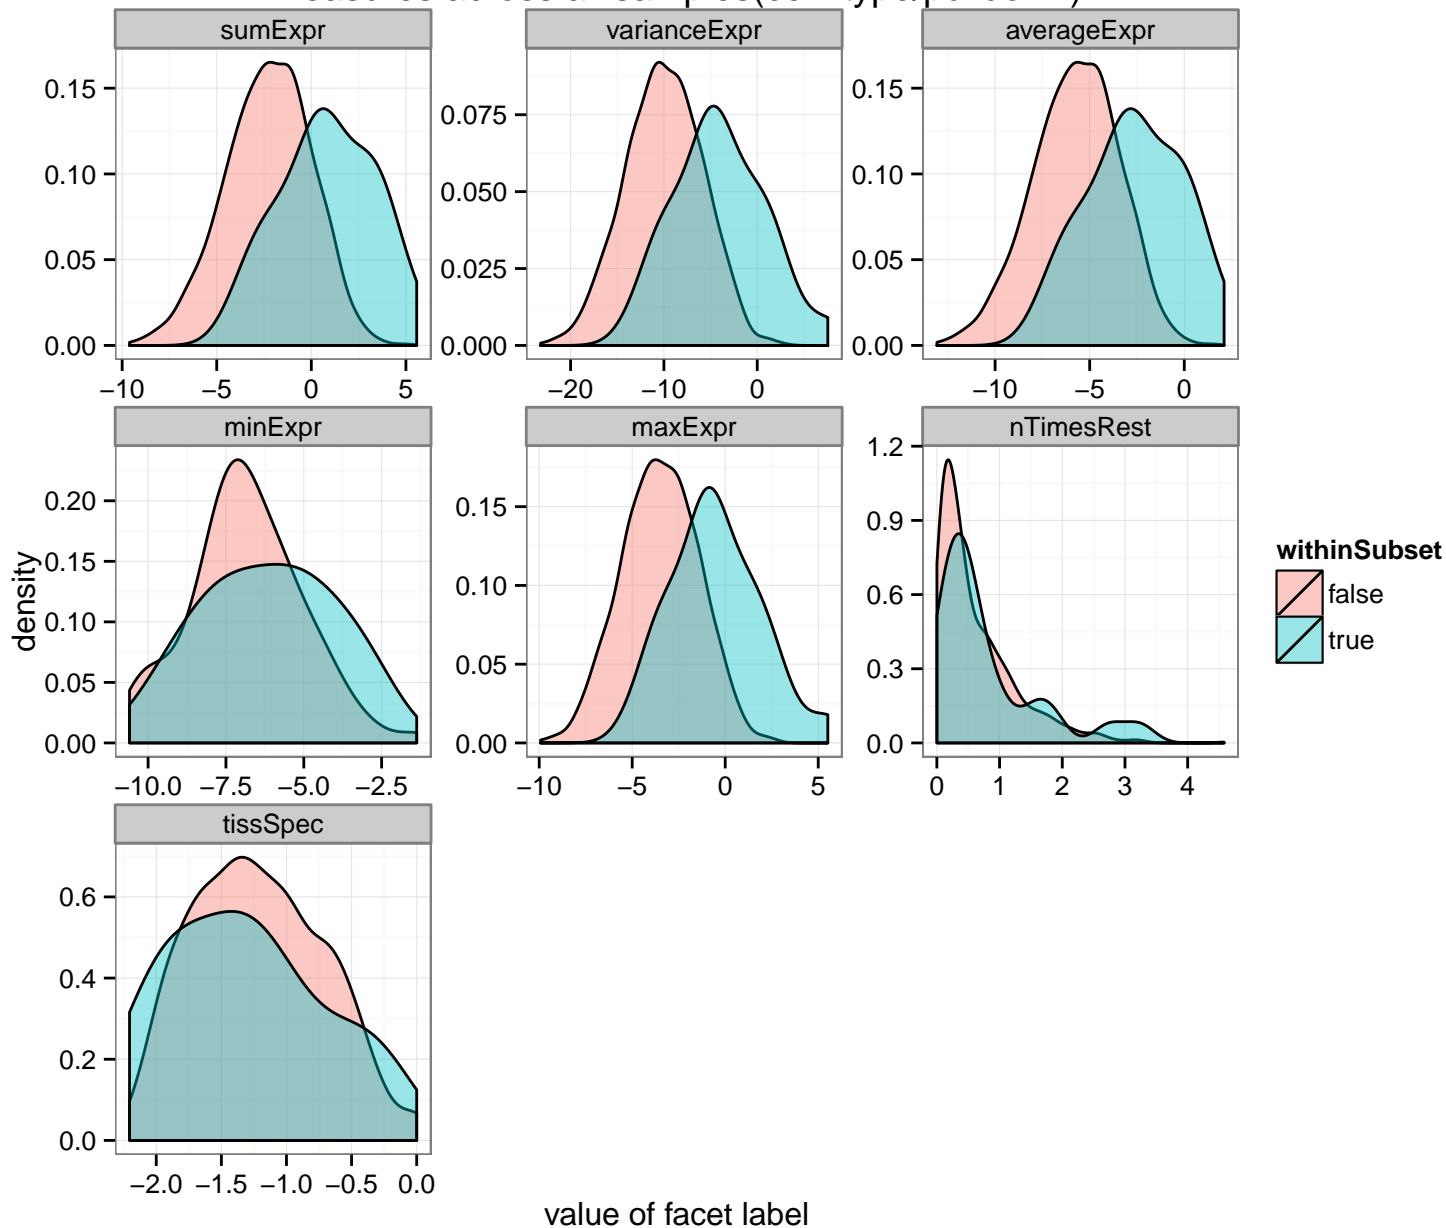 sumExpr varianceExpr averageExpr
0.15 0.10 0.05 0.00
−10 −5 0 5
0.075 0.050 0.025 0.000
−20 −10 0
0.15 0.10 0.05 0.00
−10 −5 0
minExpr maxExpr nTimesRest
0.20 0.15 0.10 0.05 0.00
−10.0 −7.5 −5.0 −2.5
0.15 0.10 0.05 0.00
−10 −5 0 5
1.2 0.9 0.6 0.3 0.0
0 1 2 3 4
tissSpec
0.6 0.4 0.2 0.0
−2.0 −1.5 −1.0 −0.5 0.0
density
value of facet label
withinSubset
false
true